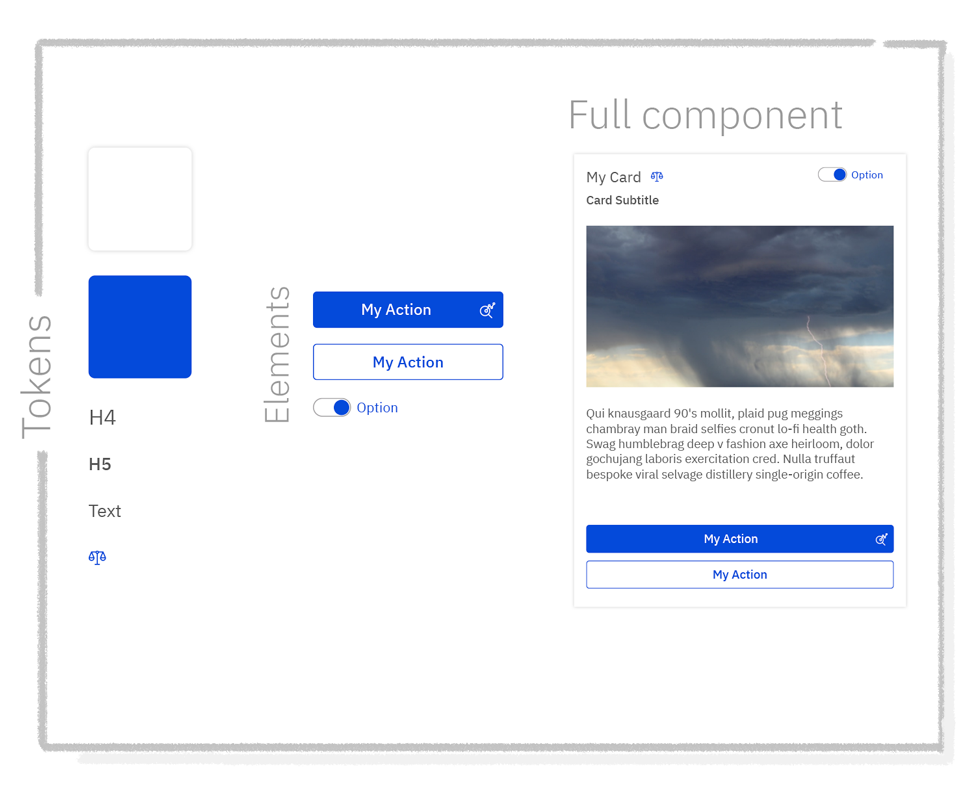 Tokens
H4
H5
Text
Elements
My Action
My Action
Option
Full component
My Card
Option
Card Subtitle
Qui knausgaard 90's mollit, plaid pug meggings
chambray man braid selfies cronut lo-fi health goth.
Swag humblebrag deep v fashion axe heirloom, dolor
gochujang laboris exercitation cred. Nulla truffaut
bespoke viral selvage distillery single-origin coffee.
My Action
My Action